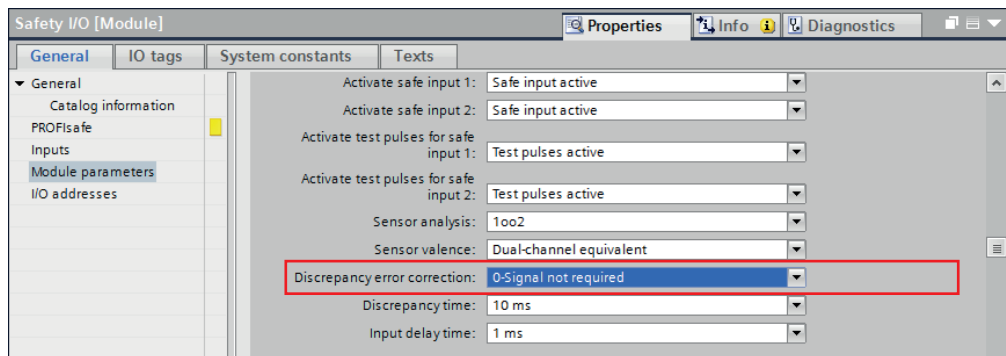 Safety I/O [Module]
Properties
Info
Diagnostics
General
IO tags
System constants
Texts
General
Catalog information
PROFIsafe
Inputs
Module parameters
I/O addresses
Activate safe input 1: Safe input active
Activate safe input 2: Safe input active
Activate test pulses for safe
input 1: Test pulses active
Activate test pulses for safe
input 2: Test pulses active
Sensor analysis: 1oo2
Sensor valence: Dual-channel equivalent
Discrepancy error correction: 0-Signal not required
Discrepancy time: 10 ms
Input delay time: 1 ms